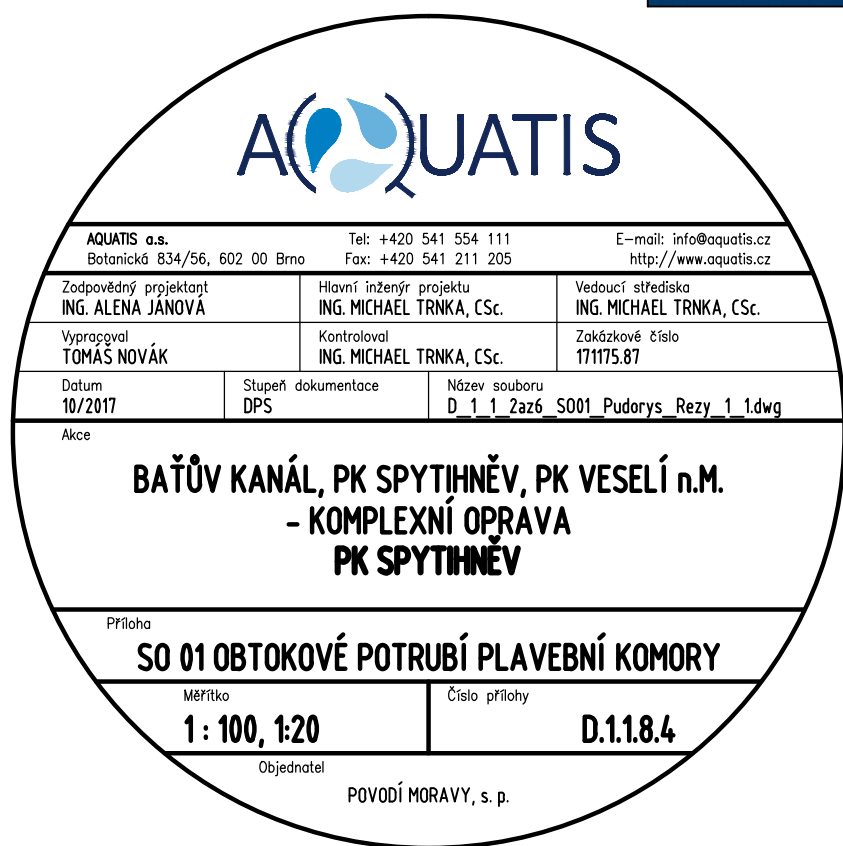 AQUATIS
AQUATIS a.s.
Botanická 834/56, 602 00 Brno
Tel: +420 541 554 111
Fax: +420 541 211 205
E-mail: info@aquatis.cz
http://www.aquatis.cz
Zodpovědný projektant
ING. ALENA JANOVÁ
Hlavní inženýr projektu
ING. MICHAEL TRNKA, CSc.
Vedoucí střediska
ING. MICHAEL TRNKA, CSc.
Vypracoval
TOMÁŠ NOVÁK
Kontroloval
ING. MICHAEL TRNKA, CSc.
Zakázkové číslo
171175.87
Datum
10/2017
Stupeň dokumentace
DPS
Název souboru
D_1_1_2az6_SO01_Pudorys_Rezy_1_1.dwg
Akce
BAŤŮV KANÁL, PK SPYTIHNĚV, PK VESELÍ n.M.
- KOMPLEXNÍ OPRAVA
PK SPYTIHNĚV
Příloha
SO 01 OBTOKOVÉ POTRUBÍ PLAVEBNÍ KOMORY
Měřítko
1 : 100, 1:20
Číslo přílohy
D.1.1.8.4
Objednatel
POVODÍ MORAVY, s. p.